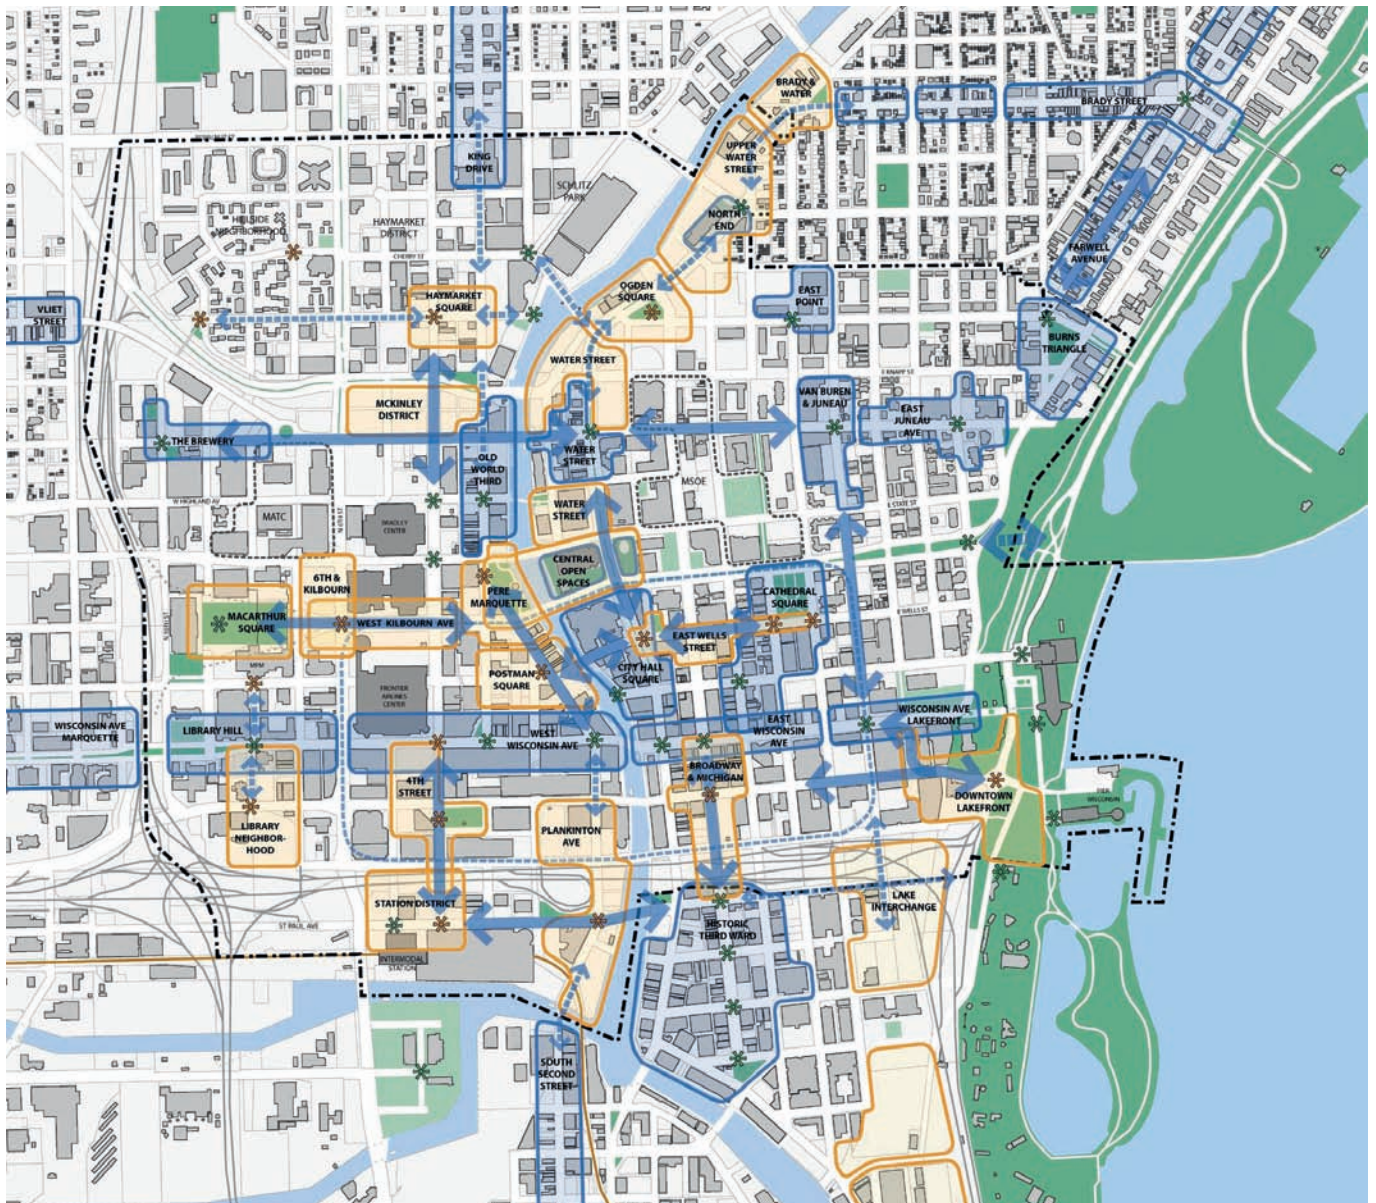 BRADY &
WATER
BRADY STREET
KING
DRIVE
UPPER
WATER
STREET
SCHLITZ
PARK
HILLSIDE
NEIGHBORHOOD
HAYMARKET
DISTRICT
CHERRY ST
NORTH
END
FARWELL
AVENUE
VLIET
STREET
HAYMARKET
SQUARE
OGDEN
SQUARE
EAST
POINT
BURNS
TRIANGLE
WATER STREET
E KNAPP ST
MCKINLEY
DISTRICT
VAN BUREN
& JUNEAU
EAST
JUNEAU
AVE
THE BREWERY
OLD
WORLD
THIRD
WATER
STREET
MSOE
W HIGHLAND AV
WATER
STREET
E STATE ST
MATC
N 6TH ST
BRADLEY
CENTER
6TH &
KILBOURN
CENTRAL
OPEN
SPACES
PERE
MARQUETTE
CATHEDRAL
SQUARE
MACARTHUR
SQUARE
WEST KILBOURN AVE
E WELLS ST
EAST WELLS
STREET
MPM
POSTMAN
SQUARE
CITY HALL
SQUARE
FRONTIER
AIRLINES
CENTER
WISCONSIN AVE
MARQUETTE
LIBRARY HILL
WEST
WISCONSIN AVE
EAST
WISCONSIN
AVE
WISCONSIN AVE
LAKEFRONT
4TH
STREET
BROADWAY
& MICHIGAN
DOWNTOWN
LAKEFRONT
PIER
WISCONSIN
LIBRARY
NEIGHBOR-
HOOD
PLANKINTON
AVE
STATION DISTRICT
LAKE
INTERCHANGE
ST PAUL AVE
HISTORIC
THIRD WARD
INTERMODAL
STATION
SOUTH
SECOND
STREET